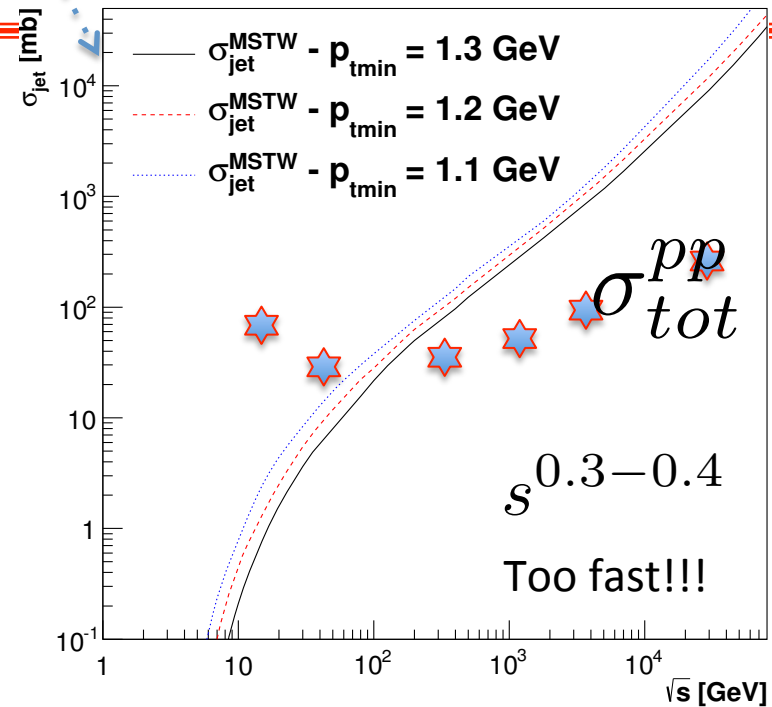 σ_jet [mb]
σ_jet^MSTW - p_tmin = 1.3 GeV
σ_jet^MSTW - p_tmin = 1.2 GeV
σ_jet^MSTW - p_tmin = 1.1 GeV
10^4
10^3
10^2
10
1
10^-1
σ_tot^pp
s^0.3−0.4
Too fast!!!
1 10 10^2 10^3 10^4
√s [GeV]